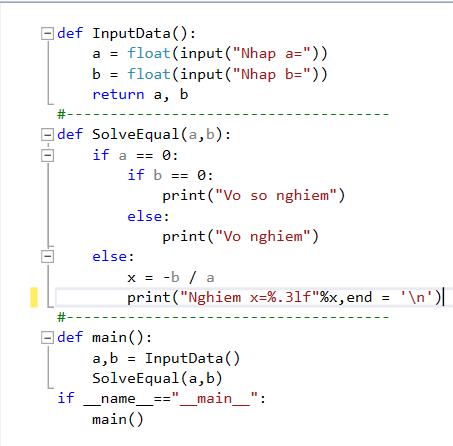 def InputData():
    a = float(input("Nhap a="))
    b = float(input("Nhap b="))
    return a, b
#-------------------------------------
def SolveEqual(a,b):
    if a == 0:
        if b == 0:
            print("Vo so nghiem")
        else:
            print("Vo nghiem")
    else:
        x = -b / a
        print("Nghiem x=%.3lf"%x,end = '\n')
#-------------------------------------
def main():
    a,b = InputData()
    SolveEqual(a,b)
if __name__=="__main__":
    main()